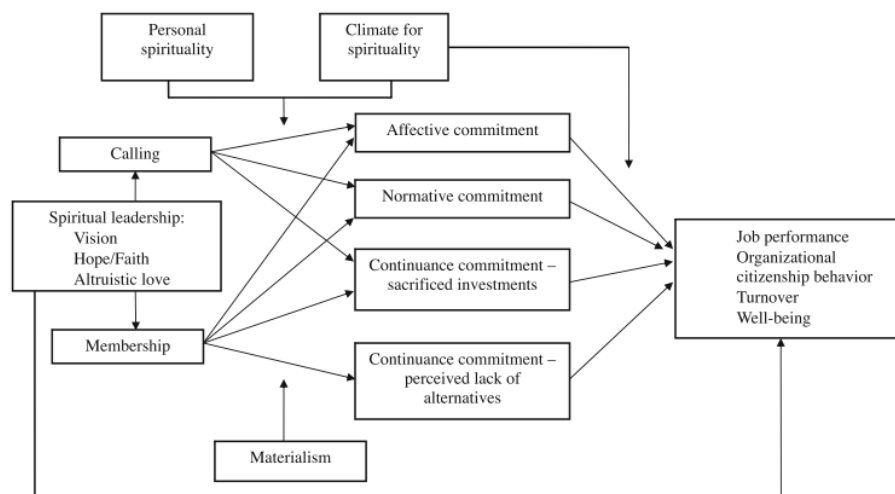 Personal
spirituality
Climate for
spirituality
Affective commitment
Calling
Normative commitment
Spiritual leadership:
Vision
Hope/Faith
Altruistic love
Job performance
Organizational
citizenship behavior
Turnover
Well-being
Continuance commitment –
sacrificed investments
Membership
Continuance commitment –
perceived lack of
alternatives
Materialism